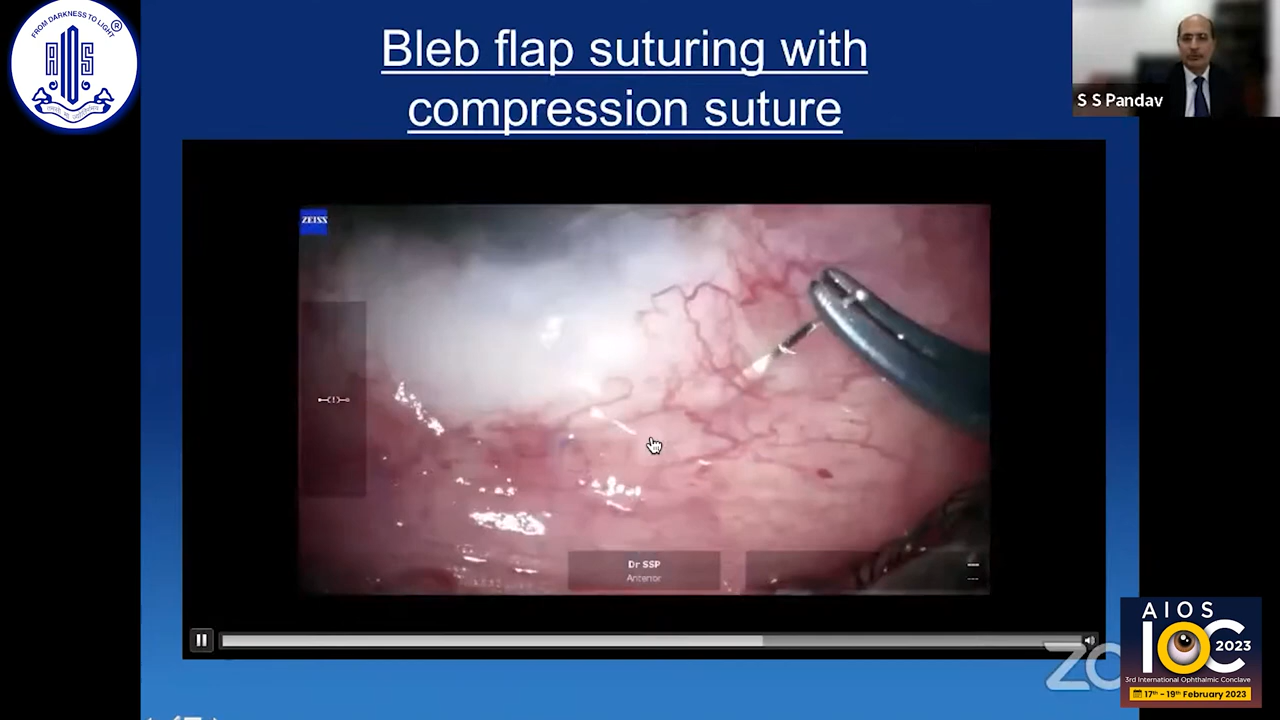 FROM DARKNESS TO LIGHT
®
AIOS
Bleb flap suturing with
compression suture
S S Pandav
ZEISS
Dr SSP
Anterior
ZO
AIOS
IOC
2023
3rd International Ophthalmic Conclave
17th - 19th February 2023